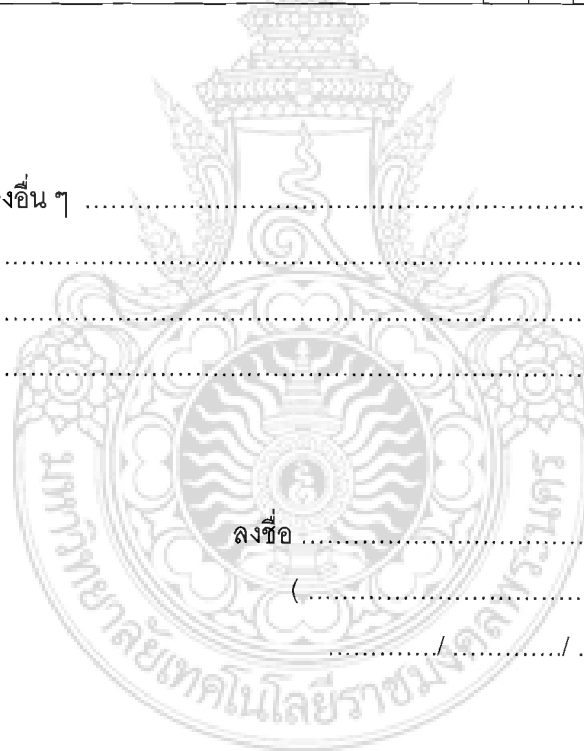 งอื่น ๆ ........................................................
........................................................
........................................................
........................................................
ลงชื่อ ........................................
( ........................................
............/............/.
มหาวิทยาลัยเทคโนโลยีราชมงคลพระนคร